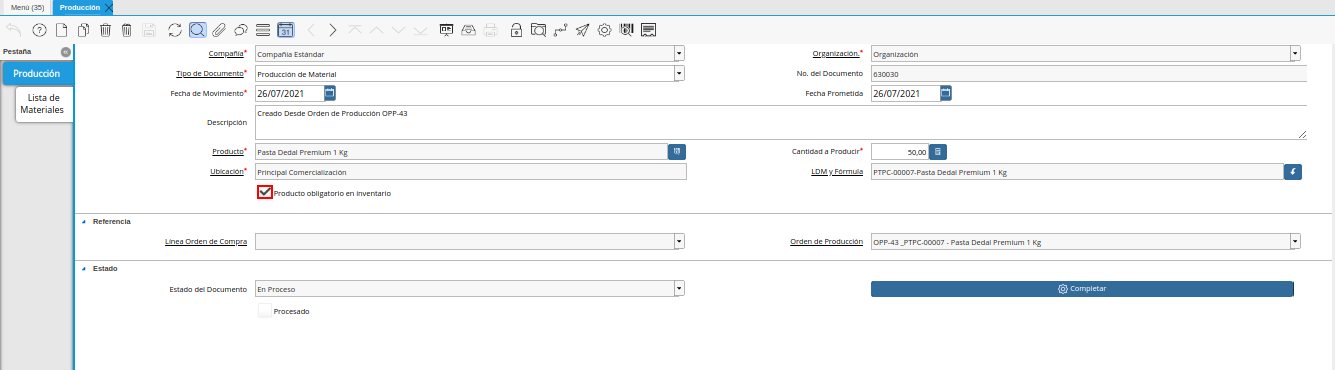 Menú (35) Producción
31
Pestaña
Producción
Lista de
Materiales
Compañía* Compañía Estándar Organización.* Organización
Tipo de Documento* Producción de Material No. del Documento 630030
Fecha de Movimiento* 26/07/2021 Fecha Prometida 26/07/2021
Descripción Creado Desde Orden de Producción OPP-43
Producto* Pasta Dedal Premium 1 Kg Cantidad a Producir* 50,00
Ubicación* Principal Comercialización LDM y Fórmula PTPC-00007-Pasta Dedal Premium 1 Kg
Producto obligatorio en inventario
Referencia
Línea Orden de Compra Orden de Producción OPP-43 _PTPC-00007 - Pasta Dedal Premium 1 Kg
Estado
Estado del Documento En Proceso Completar
Procesado